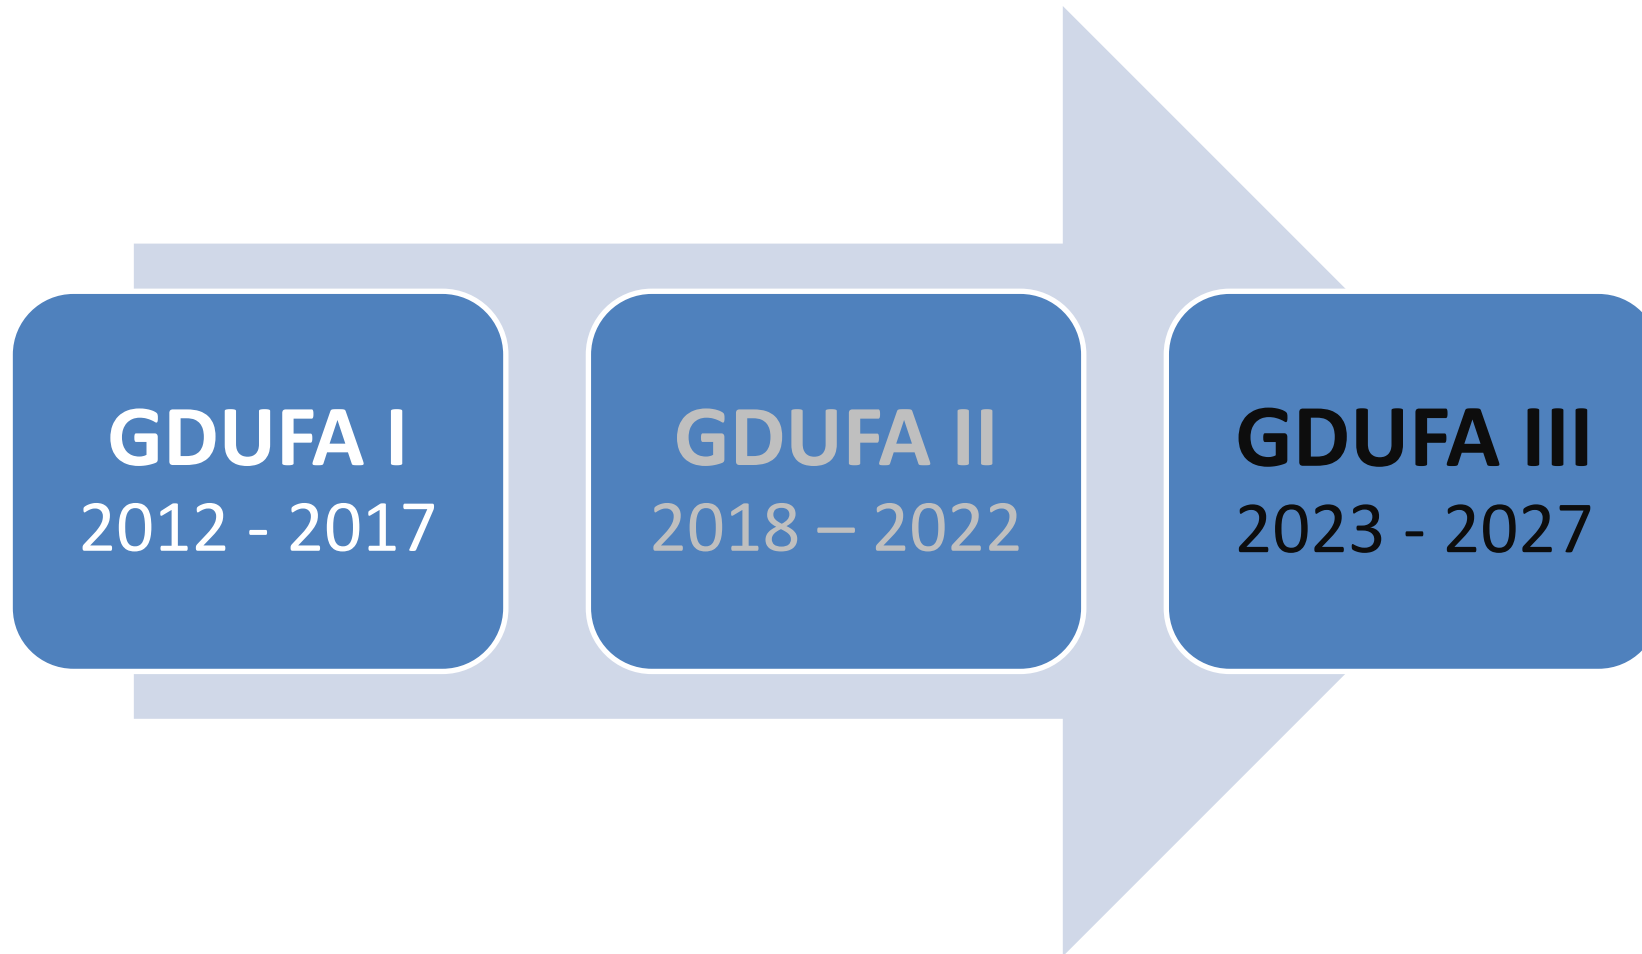 GDUFA I
2012 - 2017
GDUFA II
2018 – 2022
GDUFA III
2023 - 2027